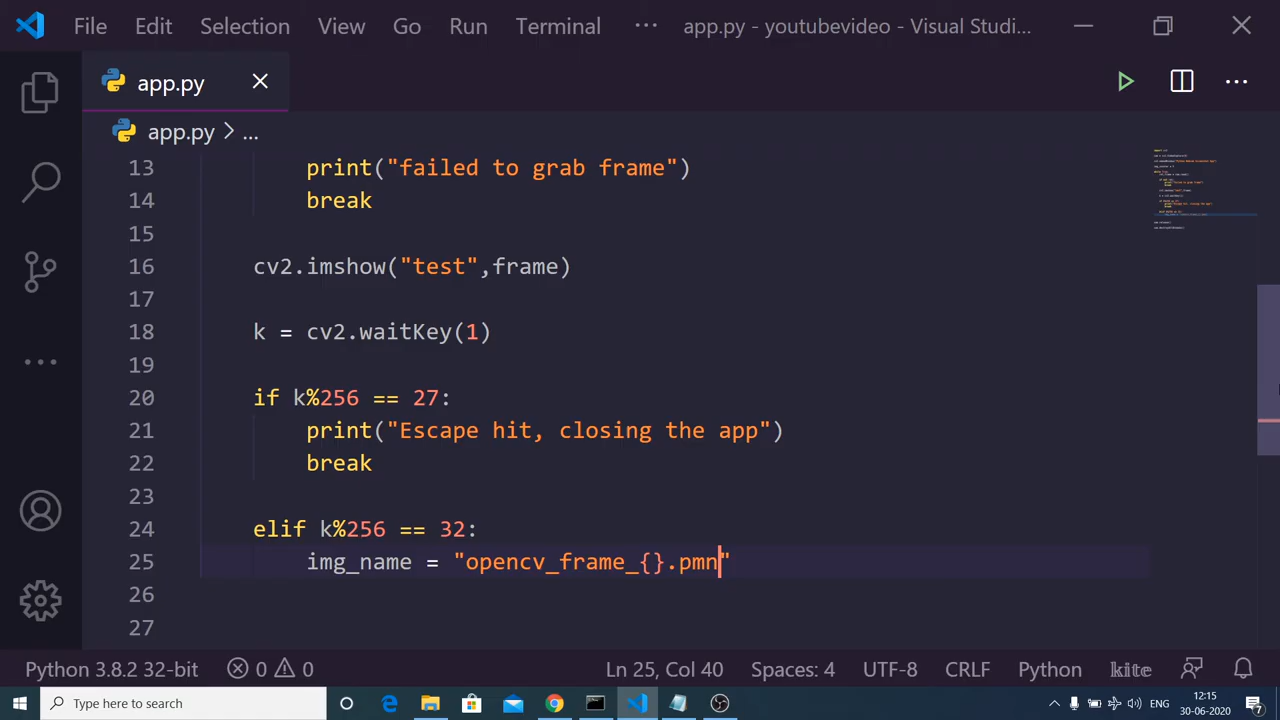 File Edit Selection View Go Run Terminal ··· app.py - youtubevideo - Visual Studi...
app.py
app.py > ...
13 print("failed to grab frame")
14 break
15
16 cv2.imshow("test",frame)
17
18 k = cv2.waitKey(1)
19
20 if k%256 == 27:
21 print("Escape hit, closing the app")
22 break
23
24 elif k%256 == 32:
25 img_name = "opencv_frame_{}.pmn"
26
27
Python 3.8.2 32-bit 0 0 Ln 25, Col 40 Spaces: 4 UTF-8 CRLF Python kite
Type here to search
ENG
12:15
30-06-2020
7